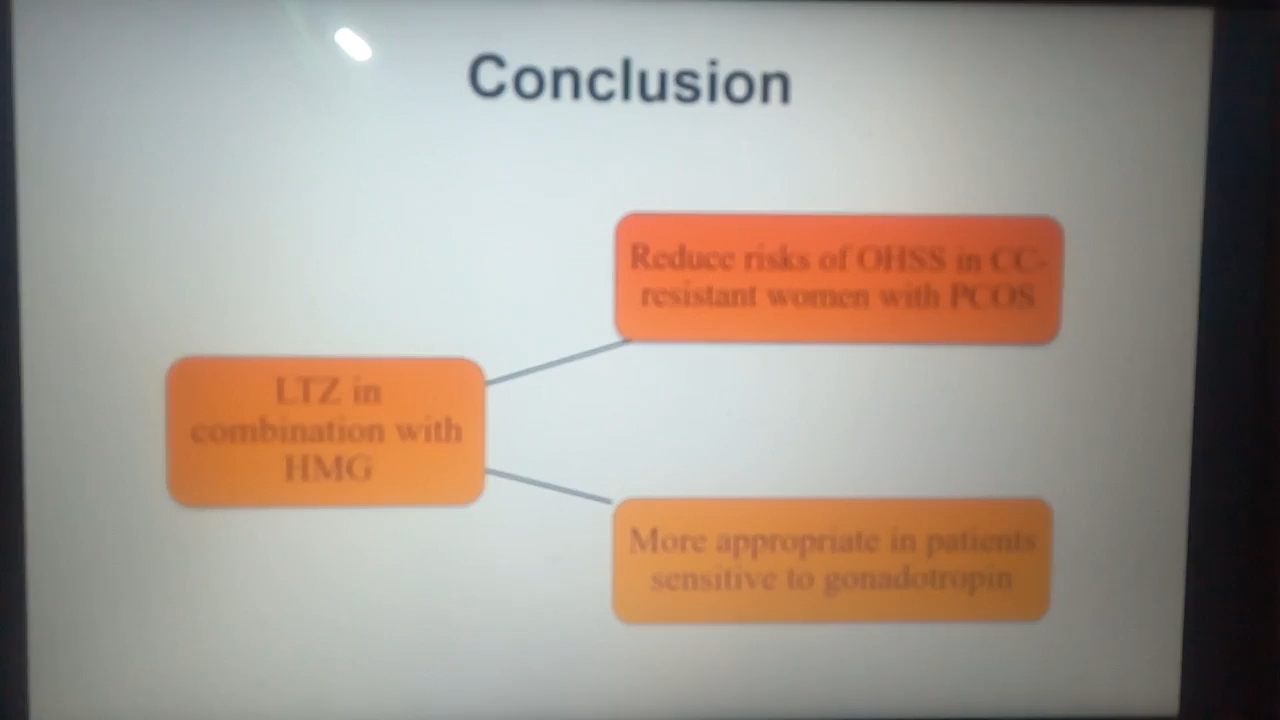 Conclusion
Reduce risks of OHSS in CC-
resistant women with PCOS
LTZ in
combination with
HMG
More appropriate in patients
sensitive to gonadotropin